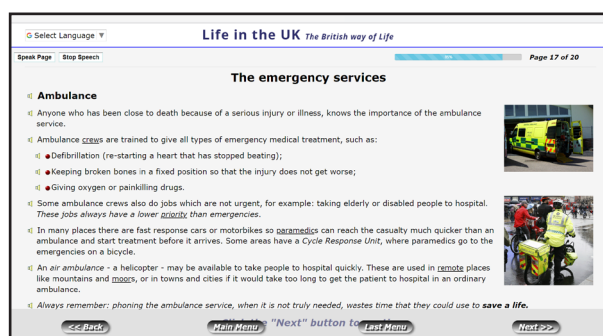 G Select Language ▼
Life in the UK The British way of Life
Speak Page Stop Speech
Page 17 of 20
The emergency services
Ambulance
Anyone who has been close to death because of a serious injury or illness, knows the importance of the ambulance
service.
Ambulance crews are trained to give all types of emergency medical treatment, such as:
Defibrillation (re-starting a heart that has stopped beating);
Keeping broken bones in a fixed position so that the injury does not get worse;
Giving oxygen or painkilling drugs.
Some ambulance crews also do jobs which are not urgent, for example: taking elderly or disabled people to hospital.
These jobs always have a lower priority than emergencies.
In many places there are fast response cars or motorbikes so paramedics can reach the casualty much quicker than an
ambulance and start treatment before it arrives. Some areas have a Cycle Response Unit, where paramedics go to the
emergencies on a bicycle.
An air ambulance - a helicopter - may be available to take people to hospital quickly. These are used in remote places
like mountains and moors, or in towns and cities if it would take too long to get the patient to hospital in an ordinary
ambulance.
Always remember: phoning the ambulance service, when it is not truly needed, wastes time that they could use to save a life.
"Next" button to
<< Back Main Menu Last Menu Next >>